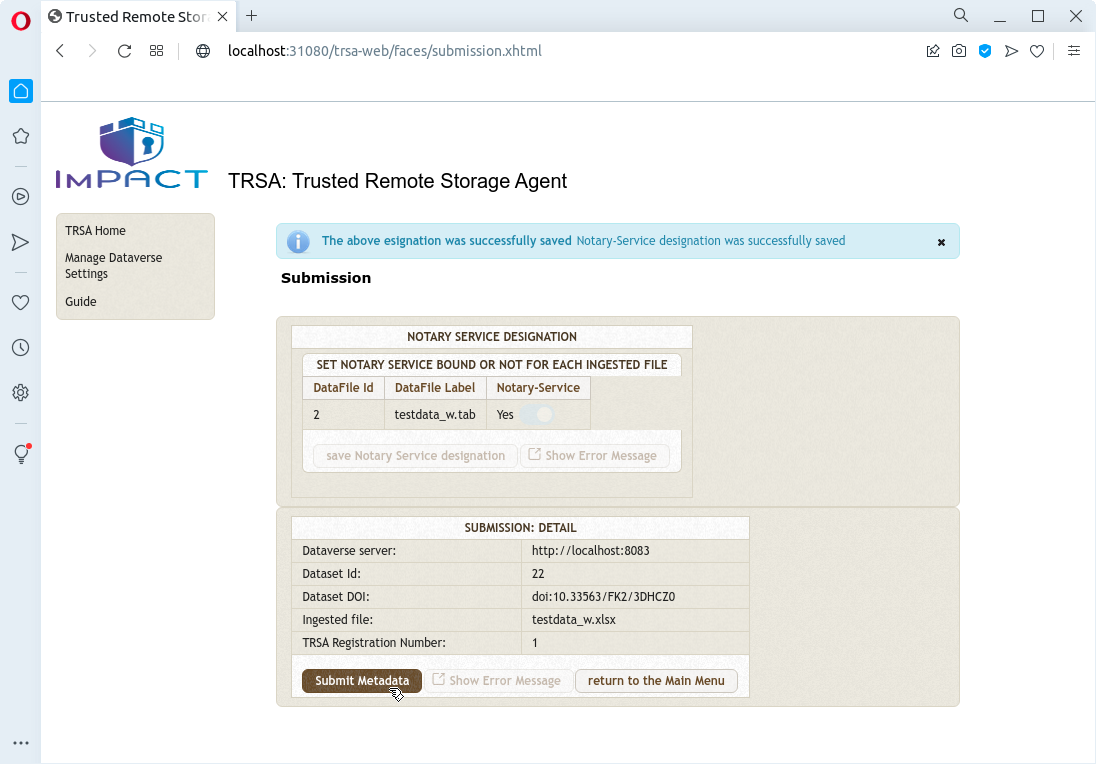 Trusted Remote Stor
localhost:31080/trsa-web/faces/submission.xhtml
IMPACT
TRSA: Trusted Remote Storage Agent
TRSA Home
Manage Dataverse
Settings
Guide
The above esignation was successfully saved Notary-Service designation was successfully saved
Submission
NOTARY SERVICE DESIGNATION
SET NOTARY SERVICE BOUND OR NOT FOR EACH INGESTED FILE
DataFile Id DataFile Label Notary-Service
2 testdata_w.tab Yes
save Notary Service designation Show Error Message
SUBMISSION: DETAIL
Dataverse server: http://localhost:8083
Dataset Id: 22
Dataset DOI: doi:10.33563/FK2/3DHCZ0
Ingested file: testdata_w.xlsx
TRSA Registration Number: 1
Submit Metadata Show Error Message return to the Main Menu